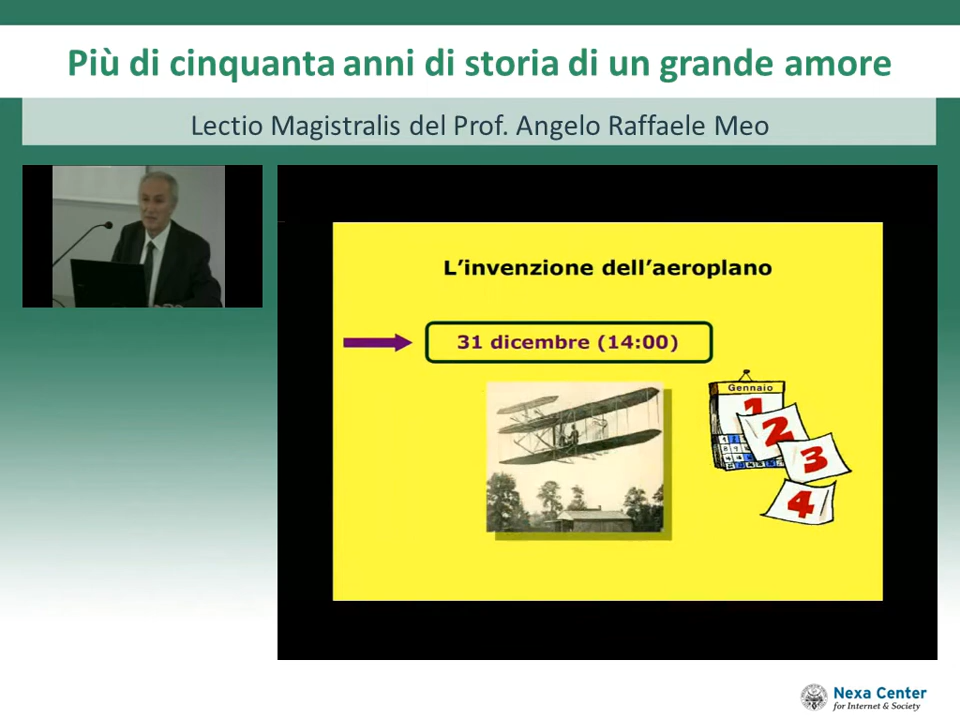 Più di cinquanta anni di storia di un grande amore
Lectio Magistralis del Prof. Angelo Raffaele Meo
L'invenzione dell'aeroplano
31 dicembre (14:00)
Gennaio
1
2
3
4
Nexa Center
for Internet & Society